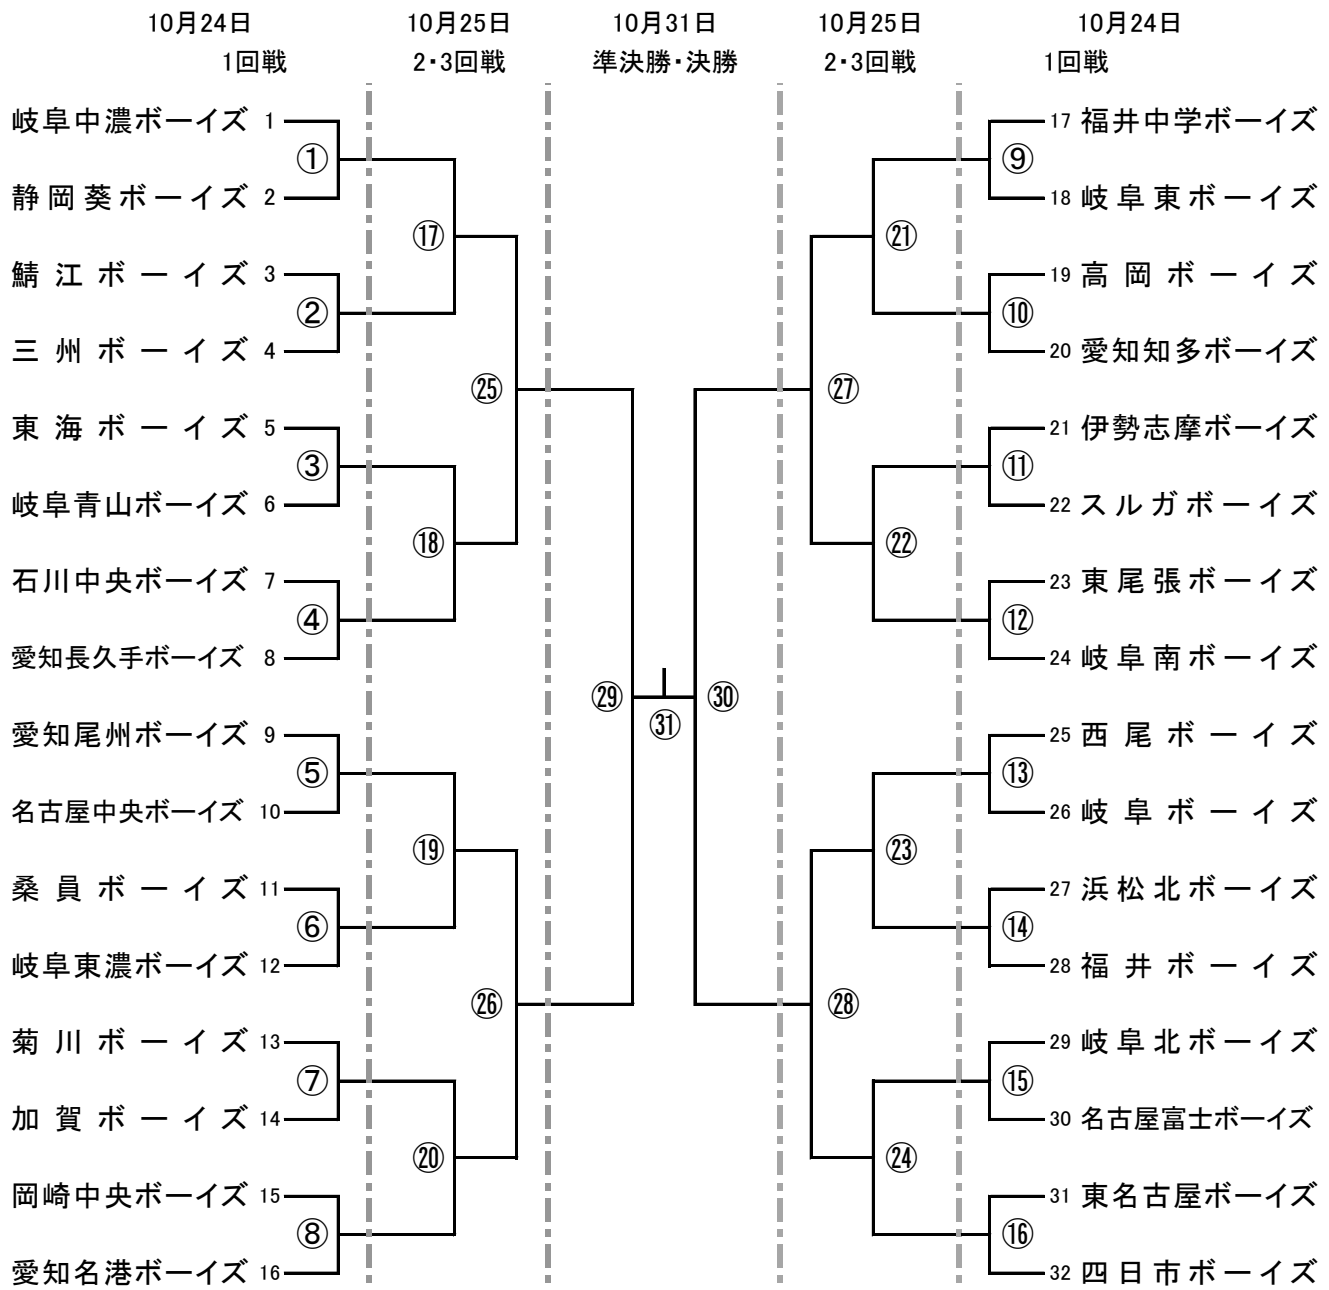 10月24日 10月25日 10月31日 10月25日 10月24日
1回戦 2・3回戦 準決勝・決勝 2・3回戦 1回戦
岐阜中濃ボーイズ 1 17 福井中学ボーイズ
① ⑨
静岡葵ボーイズ 2 18 岐阜東ボーイズ
⑰ ㉑
鯖江ボーイズ 3 19 高岡ボーイズ
② ⑩
三州ボーイズ 4 20 愛知知多ボーイズ
㉕ ㉗
東海ボーイズ 5 21 伊勢志摩ボーイズ
③ ⑪
岐阜青山ボーイズ 6 22 スルガボーイズ
⑱ ㉒
石川中央ボーイズ 7 23 東尾張ボーイズ
④ ⑫
愛知長久手ボーイズ 8 24 岐阜南ボーイズ
㉙ ㉚
㉛
愛知尾州ボーイズ 9 25 西尾ボーイズ
⑤ ⑬
名古屋中央ボーイズ 10 26 岐阜ボーイズ
⑲ ㉓
桑員ボーイズ 11 27 浜松北ボーイズ
⑥ ⑭
岐阜東濃ボーイズ 12 28 福井ボーイズ
㉖ ㉘
菊川ボーイズ 13 29 岐阜北ボーイズ
⑦ ⑮
加賀ボーイズ 14 30 名古屋富士ボーイズ
⑳ ㉔
岡崎中央ボーイズ 15 31 東名古屋ボーイズ
⑧ ⑯
愛知名港ボーイズ 16 32 四日市ボーイズ